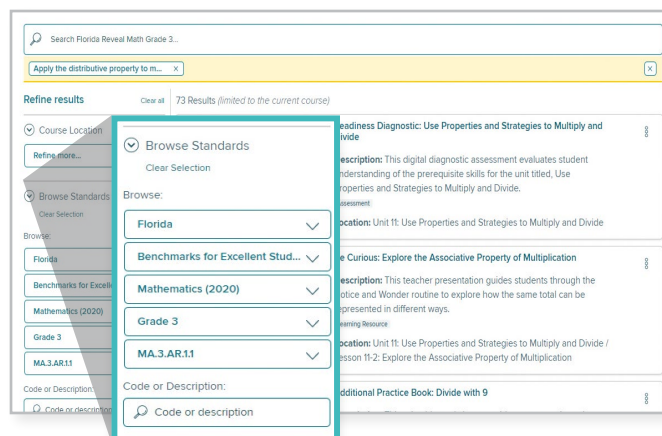 Search Florida Reveal Math Grade 3...
Apply the distributive property to m... ×
×
Refine results
Clear all
73 Results (limited to the current course)
Course Location
Refine more...
Browse Standards
Clear Selection
Browse:
Florida
Benchmarks for Excelle
Mathematics (2020)
Grade 3
MA.3.AR.1.1
Code or Description:
Code or description
Browse Standards
Clear Selection
Browse:
Florida
Benchmarks for Excellent Stud...
Mathematics (2020)
Grade 3
MA.3.AR.1.1
Code or Description:
Code or description
eadiness Diagnostic: Use Properties and Strategies to Multiply and
ivide
escription: This digital diagnostic assessment evaluates student
nderstanding of the prerequisite skills for the unit titled, Use
roperties and Strategies to Multiply and Divide.
ssessment
ocation: Unit 11: Use Properties and Strategies to Multiply and Divide
e Curious: Explore the Associative Property of Multiplication
escription: This teacher presentation guides students through the
otice and Wonder routine to explore how the same total can be
epresented in different ways.
earning Resource
ocation: Unit 11: Use Properties and Strategies to Multiply and Divide /
esson 11-2: Explore the Associative Property of Multiplication
dditional Practice Book: Divide with 9